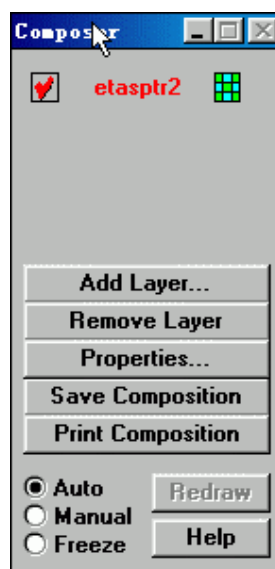 Composer
etasptr2
Add Layer...
Remove Layer
Properties...
Save Composition
Print Composition
Auto
Redraw
Manual
Freeze
Help